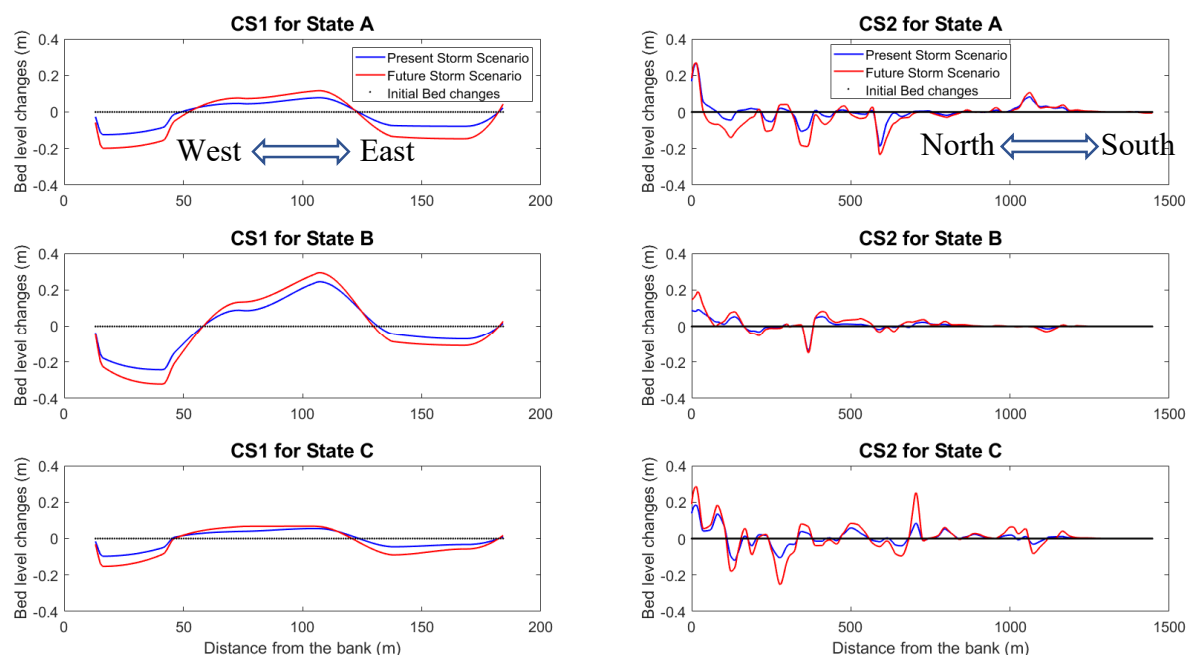 CS1 for State A
Bed level changes (m)
0.4
0.2
0
-0.2
-0.4
Present Storm Scenario
Future Storm Scenario
Initial Bed changes
West
East
0
50
100
150
200
CS2 for State A
Bed level changes (m)
0.4
0.2
0
-0.2
-0.4
Present Storm Scenario
Future Storm Scenario
Initial Bed changes
North
South
0
500
1000
1500
CS1 for State B
Bed level changes (m)
0.4
0.2
0
-0.2
-0.4
0
50
100
150
200
CS2 for State B
Bed level changes (m)
0.4
0.2
0
-0.2
-0.4
0
500
1000
1500
CS1 for State C
Bed level changes (m)
0.4
0.2
0
-0.2
-0.4
0
50
100
150
200
Distance from the bank (m)
CS2 for State C
Bed level changes (m)
0.4
0.2
0
-0.2
-0.4
0
500
1000
1500
Distance from the bank (m)